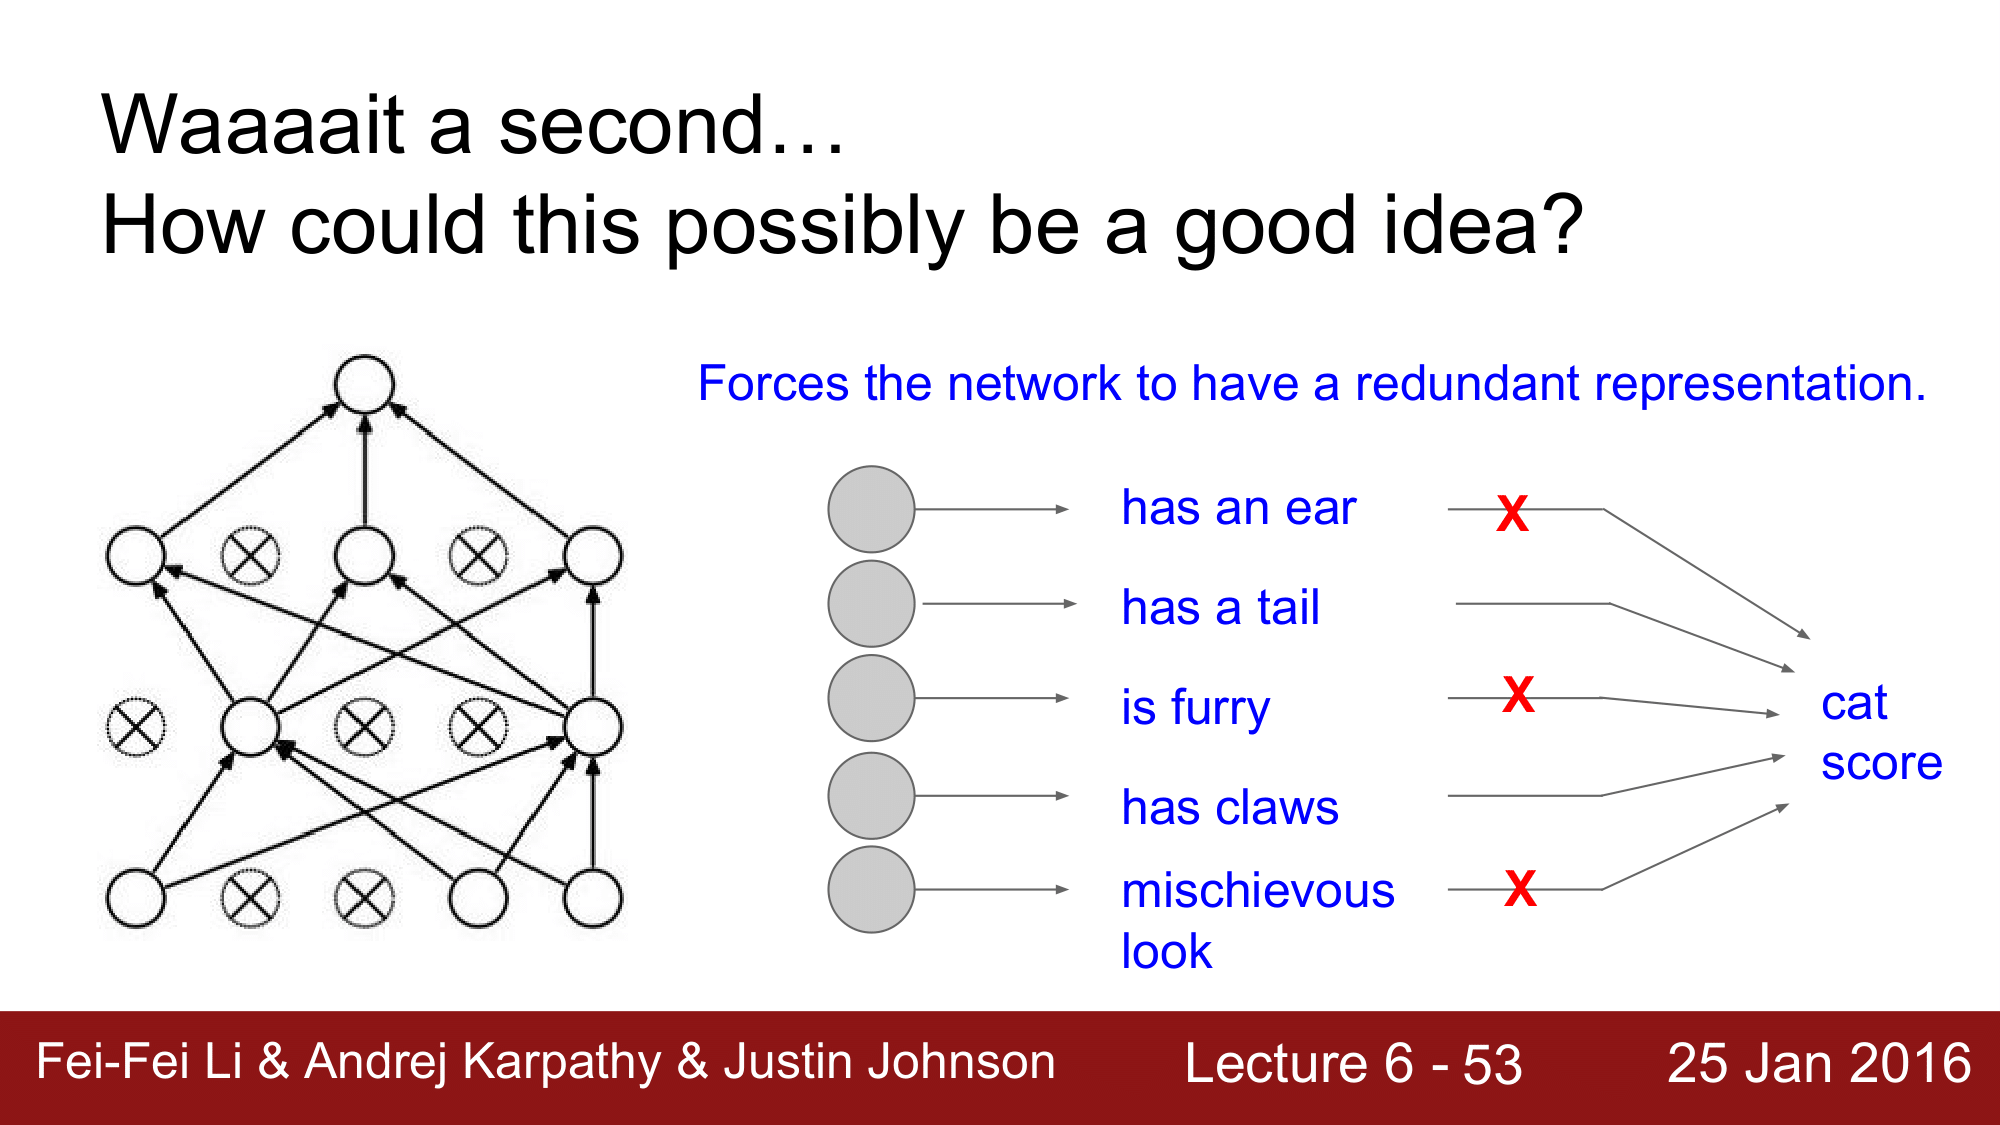 Waaaait a second…
How could this possibly be a good idea?
Forces the network to have a redundant representation.
has an ear
X
has a tail
is furry
X
cat
score
has claws
mischievous
look
X
Fei-Fei Li & Andrej Karpathy & Justin Johnson
Lecture 6 - 53
25 Jan 2016